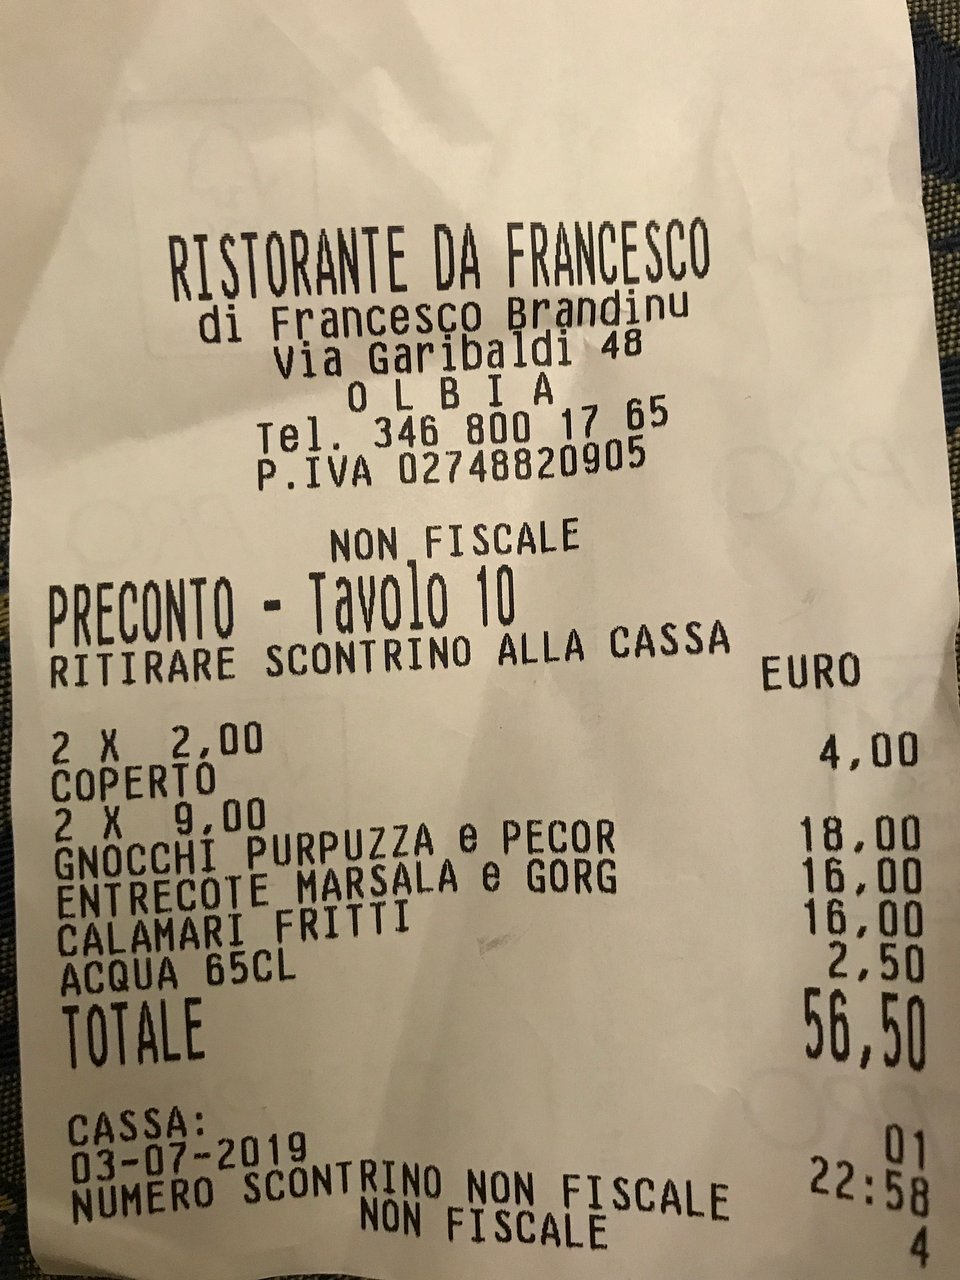 RISTORANTE DA FRANCESCO
di Francesco Brandinu
Via Garibaldi 48
O L B I A
Tel. 346 800 17 65
P.IVA 02748820905
NON FISCALE
PRECONTO - Tavolo 10
RITIRARE SCONTRINO ALLA CASSA
EURO
2 X 2,00 4,00
COPERTO
2 X 9,00
GNOCCHI PURPUZZA e PECOR 18,00
ENTRECOTE MARSALA e GORG 16,00
CALAMARI FRITTI 16,00
ACQUA 65CL 2,50
TOTALE 56,50
CASSA: 01
03-07-2019 22:58
NUMERO SCONTRINO NON FISCALE 4
NON FISCALE